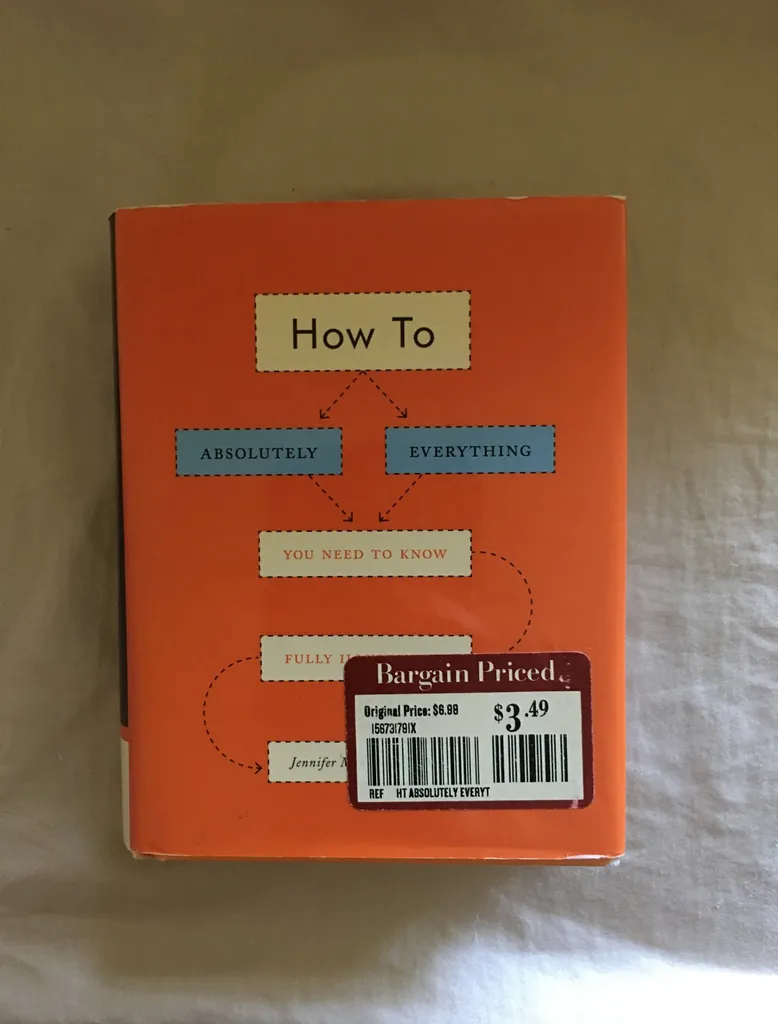 How To
ABSOLUTELY EVERYTHING
YOU NEED TO KNOW
FULLY
Jennifer
Bargain Priced
Original Price: $6.98 $3.49
156731791X
REF HT ABSOLUTELY EVERYT